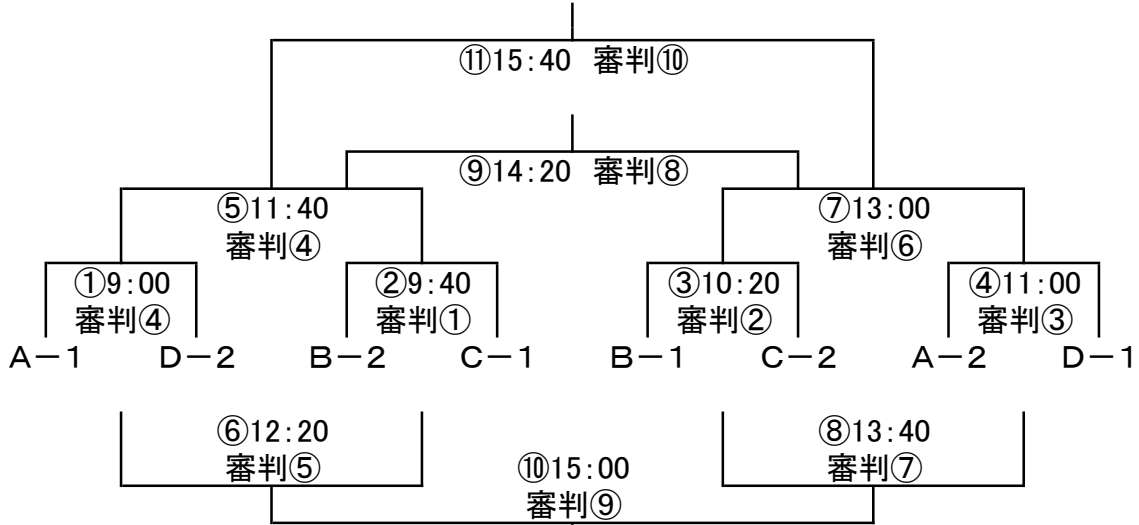 ⑪15:40 審判⑩
⑨14:20 審判⑧
⑤11:40
審判④
⑦13:00
審判⑥
①9:00
審判④
②9:40
審判①
③10:20
審判②
④11:00
審判③
A-1 D-2 B-2 C-1 B-1 C-2 A-2 D-1
⑥12:20
審判⑤
⑧13:40
審判⑦
⑩15:00
審判⑨